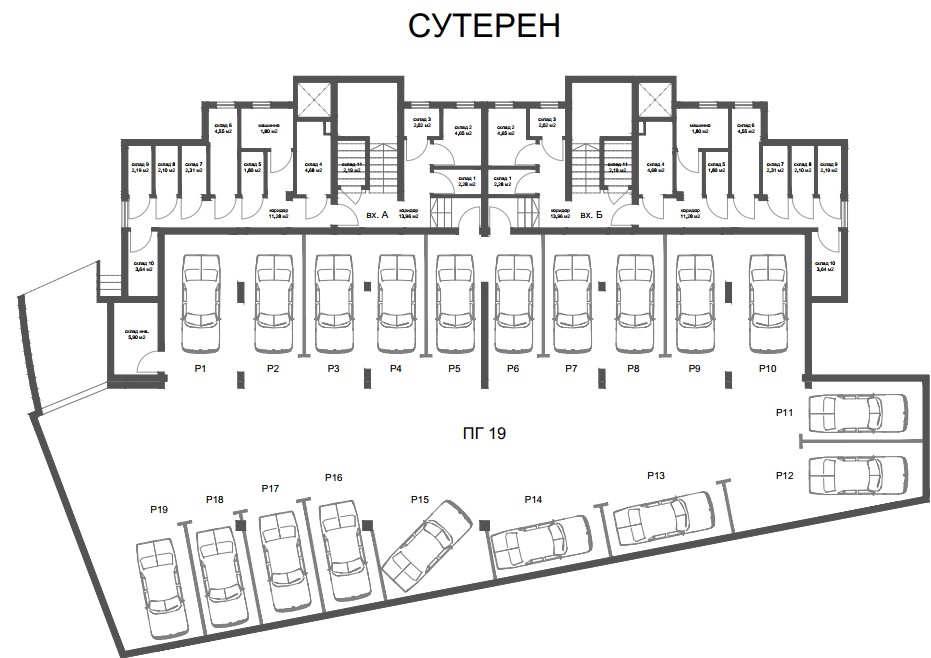 СУТЕРЕН
склад 6
4,55 м2
машинно
1,80 м2
склад 3
2,02 м2
склад 2
4,65 м2
склад 2
4,65 м2
склад 3
2,02 м2
машинно
1,80 м2
склад 6
4,55 м2
склад 9
2,19 м2
склад 8
2,10 м2
склад 7
2,31 м2
склад 5
1,80 м2
склад 4
4,68 м2
склад 11
2,19 м2
склад 1
2,28 м2
склад 1
2,28 м2
склад 11
2,19 м2
склад 4
4,68 м2
склад 5
1,80 м2
склад 7
2,31 м2
склад 8
2,10 м2
склад 9
2,19 м2
коридор
11,28 м2
вх. А
коридор
13,96 м2
коридор
13,96 м2
вх. Б
коридор
11,28 м2
склад 10
3,64 м2
склад 10
3,64 м2
склад инв.
5,90 м2
P1
P2
P3
P4
P5
P6
P7
P8
P9
P10
P11
ПГ 19
P12
P13
P14
P15
P16
P17
P18
P19